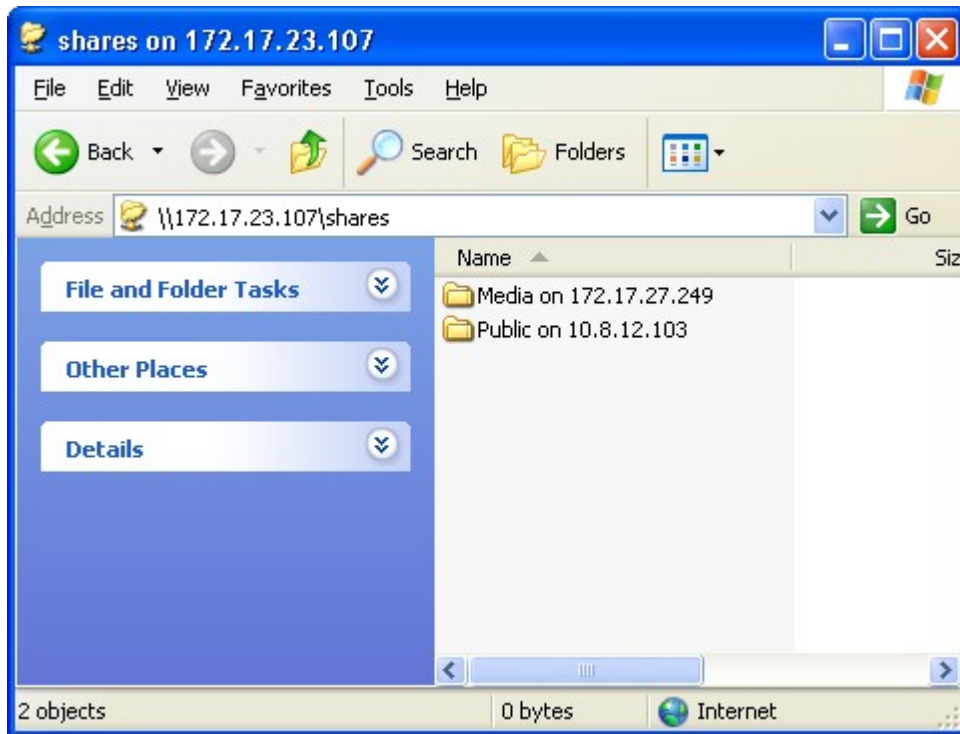 shares on 172.17.23.107
File Edit View Favorites Tools Help
Back Search Folders
Address \\172.17.23.107\shares Go
Name Siz
File and Folder Tasks
Media on 172.17.27.249
Public on 10.8.12.103
Other Places
Details
2 objects 0 bytes Internet